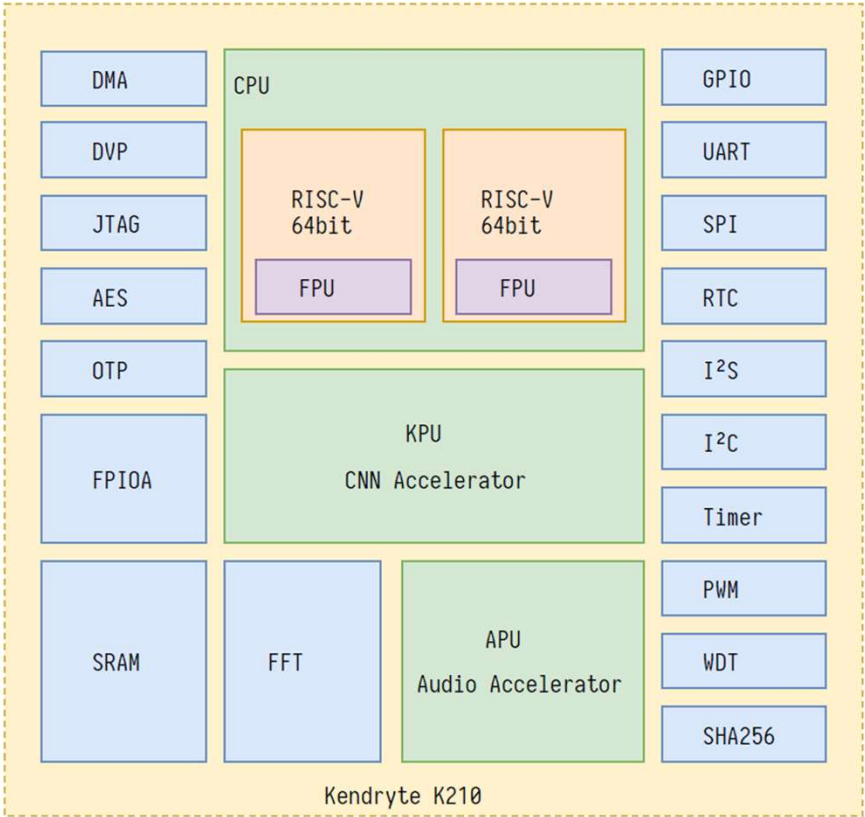 DMA
DVP
JTAG
AES
OTP
FPIOA
SRAM
CPU
RISC-V
64bit
FPU
RISC-V
64bit
FPU
KPU
CNN Accelerator
FFT
APU
Audio Accelerator
GPIO
UART
SPI
RTC
I²S
I²C
Timer
PWM
WDT
SHA256
Kendryte K210